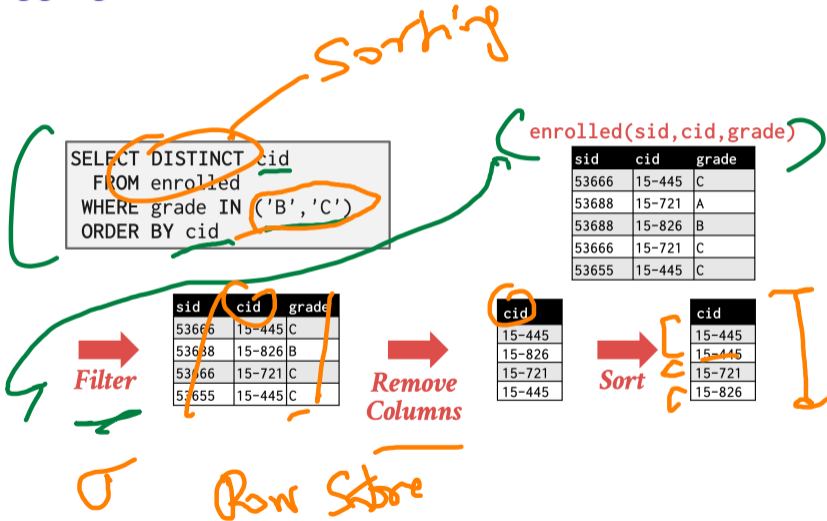 Sorting
SELECT DISTINCT cid
FROM enrolled
WHERE grade IN ('B','C')
ORDER BY cid
enrolled(sid,cid,grade)
sid cid grade
53666 15-445 C
53688 15-721 A
53688 15-826 B
53666 15-721 C
53655 15-445 C
Filter
sid cid grade
53666 15-445 C
53688 15-826 B
53666 15-721 C
53655 15-445 C
Remove
Columns
cid
15-445
15-826
15-721
15-445
Sort
cid
15-445
15-445
15-721
15-826
σ
Row Store